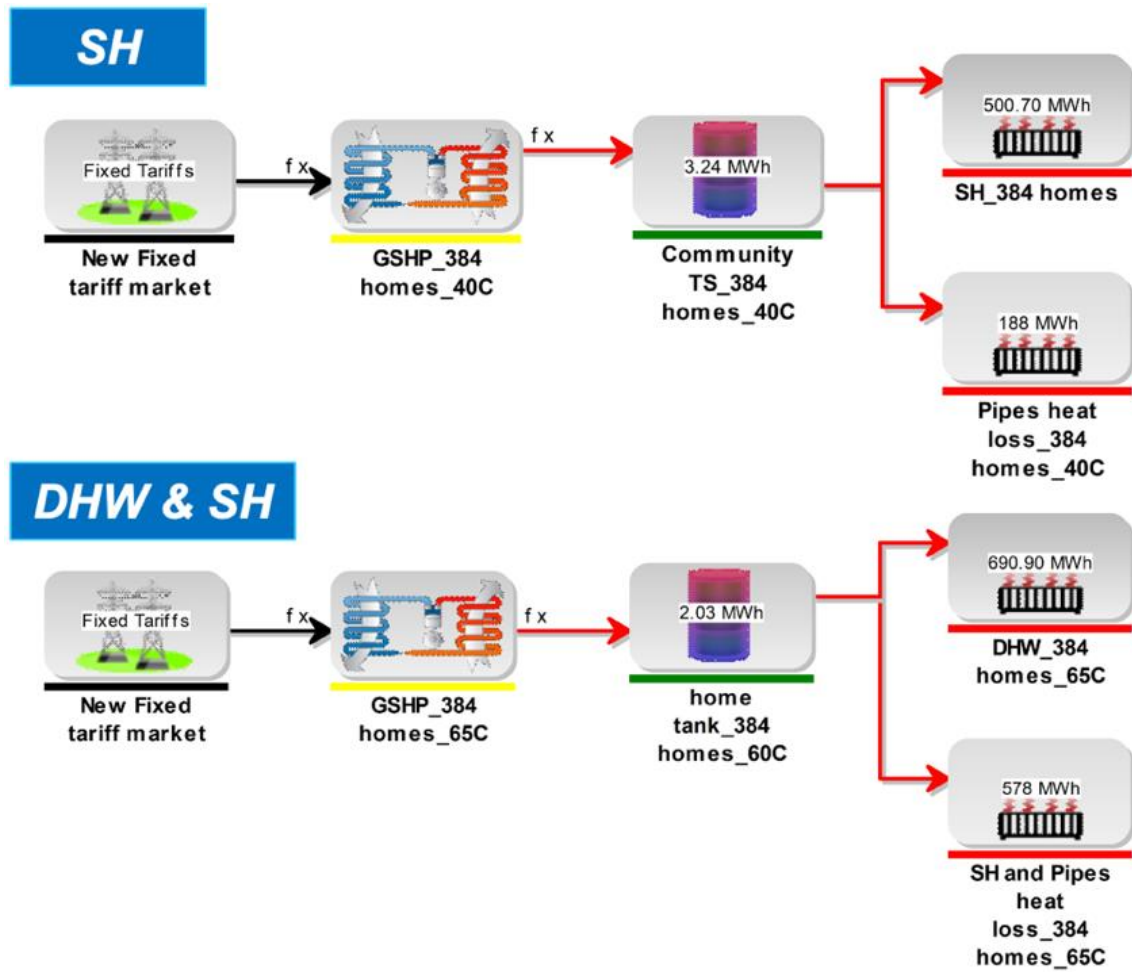 SH
Fixed Tariffs
New Fixed
tariff market
f x
GSHP_384
homes_40C
f x
3.24 MWh
Community
TS_384
homes_40C
500.70 MWh
SH_384 homes
188 MWh
Pipes heat
loss_384
homes_40C
DHW & SH
Fixed Tariffs
New Fixed
tariff market
f x
GSHP_384
homes_65C
f x
2.03 MWh
home
tank_384
homes_60C
690.90 MWh
DHW_384
homes_65C
578 MWh
SH and Pipes
heat
loss_384
homes_65C